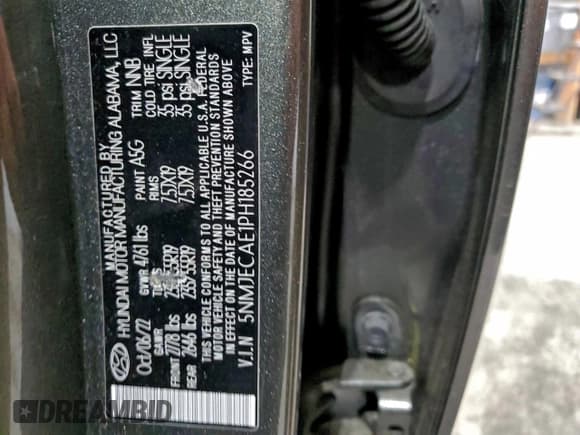 MANUFACTURED BY
HYUNDAI MOTOR MANUFACTURING ALABAMA, LLC
Oct/06/22 GVWR 4761 lbs PAINT A5G TRIM NNB
GAWR TIRES RIMS COLD TIRE INFL
FRONT 2778 lbs 235/55R19 7.5JX19 35 psi SINGLE
REAR 2646 lbs 235/55R19 7.5JX19 35 psi SINGLE
THIS VEHICLE CONFORMS TO ALL APPLICABLE U.S.A. FEDERAL
MOTOR VEHICLE SAFETY AND THEFT PREVENTION STANDARDS
IN EFFECT ON THE DATE OF MANUFACTURE SHOWN ABOVE
V.I.N 5NMJECAE1PH185266 TYPE: MPV
DREAMBID